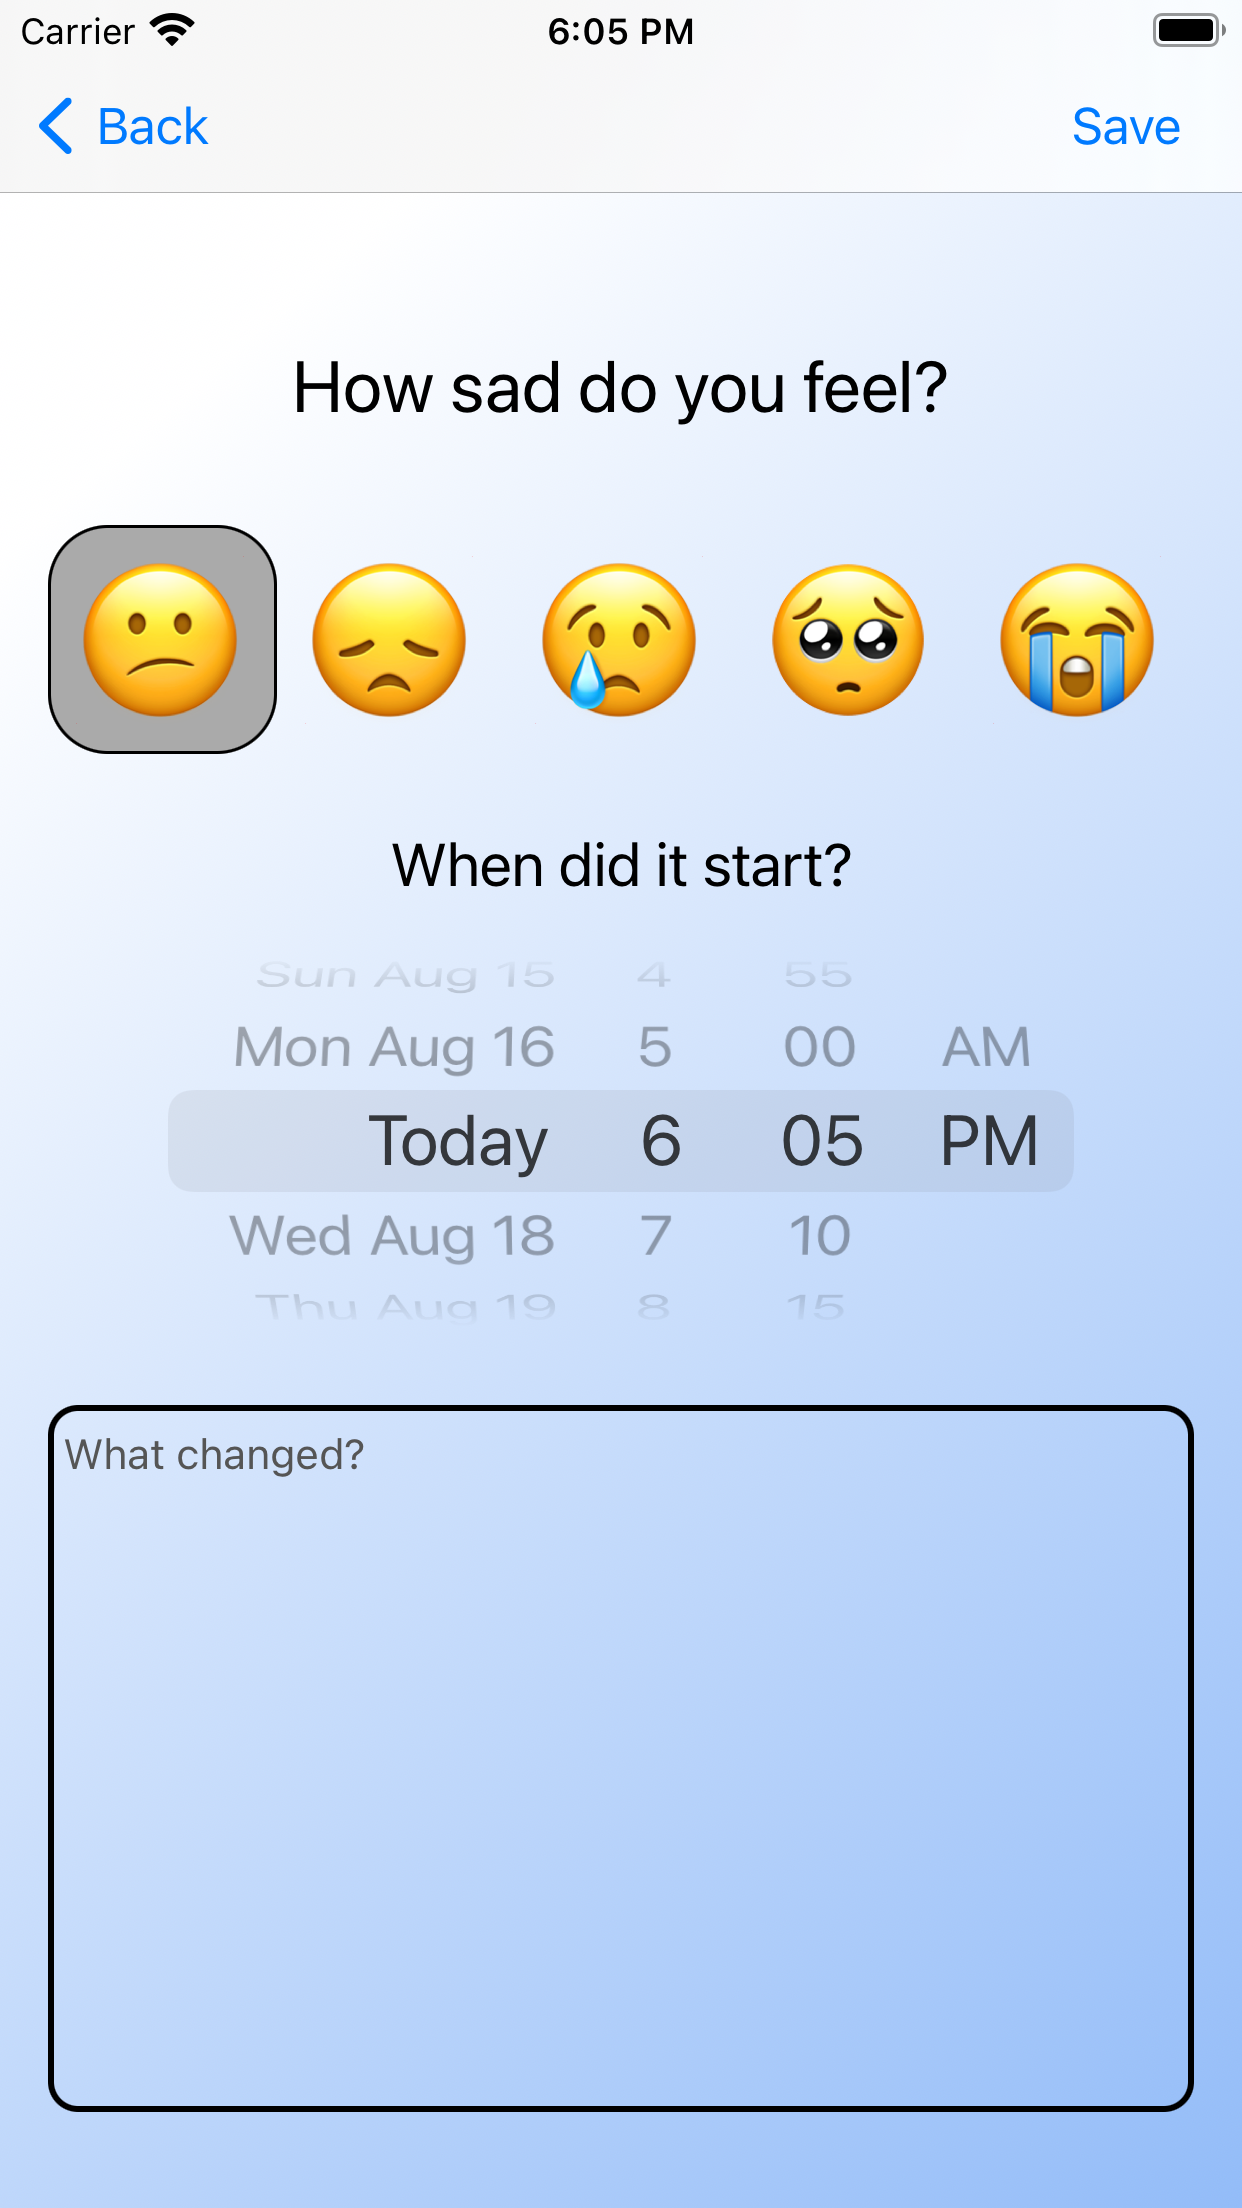 Carrier 6:05 PM
Back Save
How sad do you feel?
When did it start?
Sun Aug 15 4 55
Mon Aug 16 5 00 AM
Today 6 05 PM
Wed Aug 18 7 10
Thu Aug 19 8 15
What changed?